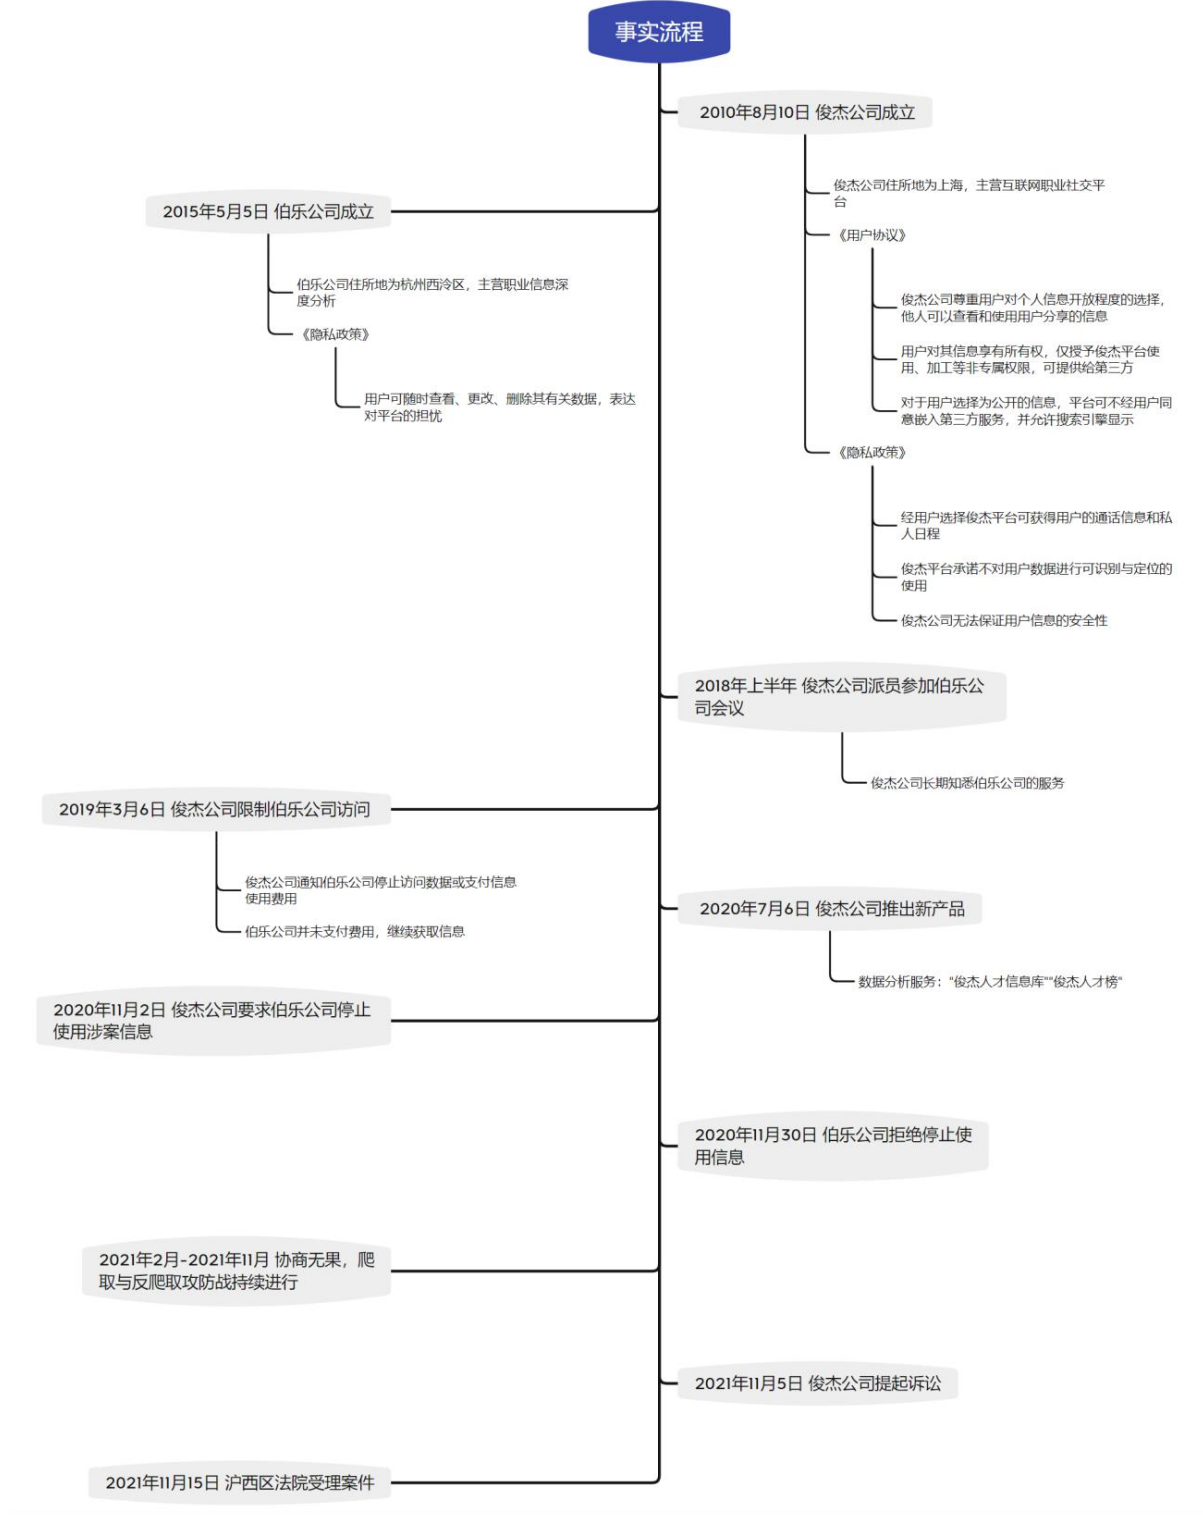 事实流程
2010年8月10日 俊杰公司成立
俊杰公司住所地为上海，主营互联网职业社交平
台
《用户协议》
俊杰公司尊重用户对个人信息开放程度的选择，
他人可以查看和使用用户分享的信息
用户对其信息享有所有权，仅授予俊杰平台使
用、加工等非专属权限，可提供给第三方
对于用户选择为公开的信息，平台可不经用户同
意嵌入第三方服务，并允许搜索引擎显示
《隐私政策》
经用户选择俊杰平台可获得用户的通话信息和私
人日程
俊杰平台承诺不对用户数据进行可识别与定位的
使用
俊杰公司无法保证用户信息的安全性
2015年5月5日 伯乐公司成立
伯乐公司住所地为杭州西泠区，主营职业信息深
度分析
《隐私政策》
用户可随时查看、更改、删除其有关数据，表达
对平台的担忧
2018年上半年 俊杰公司派员参加伯乐公
司会议
俊杰公司长期知悉伯乐公司的服务
2019年3月6日 俊杰公司限制伯乐公司访问
俊杰公司通知伯乐公司停止访问数据或支付信息
使用费用
伯乐公司并未支付费用，继续获取信息
2020年7月6日 俊杰公司推出新产品
数据分析服务："俊杰人才信息库""俊杰人才榜"
2020年11月2日 俊杰公司要求伯乐公司停止
使用涉案信息
2020年11月30日 伯乐公司拒绝停止使
用信息
2021年2月-2021年11月 协商无果，爬
取与反爬取攻防战持续进行
2021年11月5日 俊杰公司提起诉讼
2021年11月15日 沪西区法院受理案件